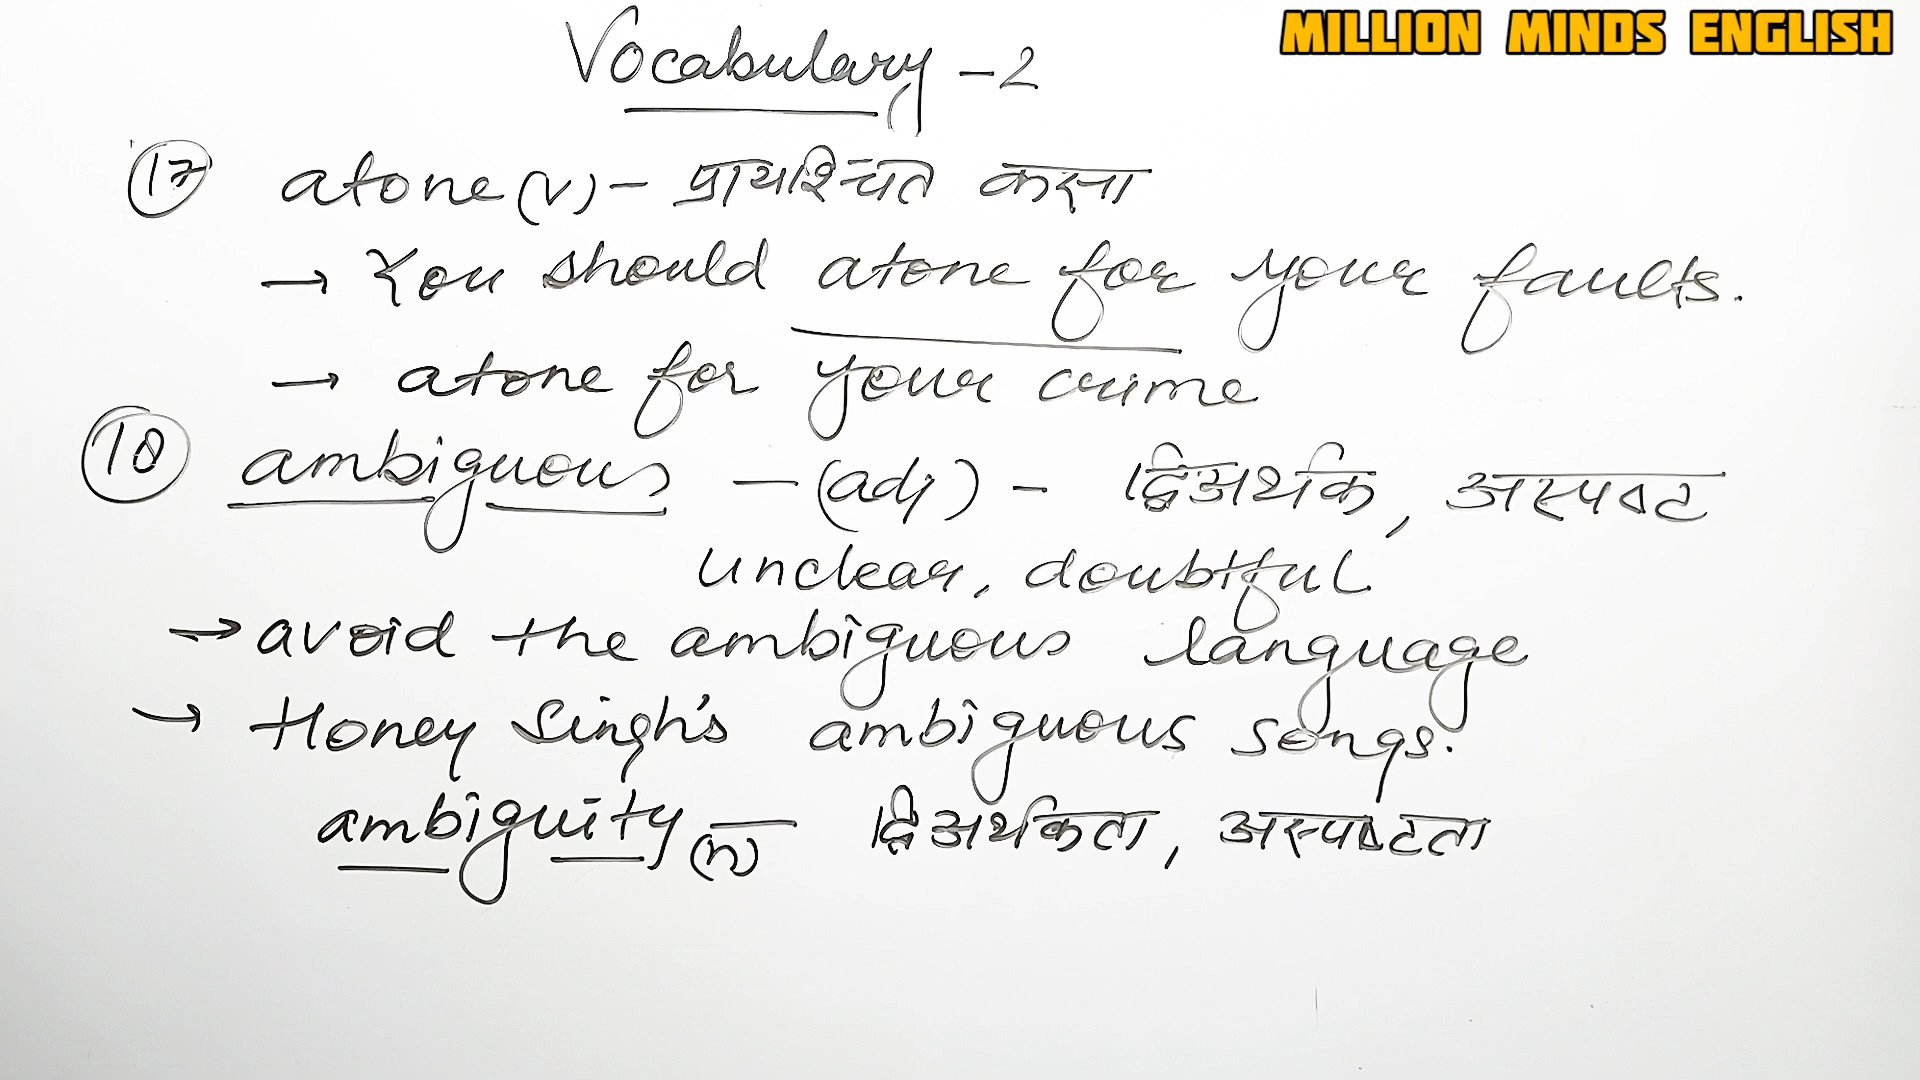 MILLION MINDS ENGLISH
Vocabulary - 2
17 atone (v) - प्रायश्चित करना
→ You should atone for your faults.
→ atone for your crime
18 ambiguous - (adj) - द्विअर्थक, अस्पष्ट
unclear, doubtful
→ avoid the ambiguous language
→ Honey Singh's ambiguous songs.
ambiguity (n) - द्विअर्थकता, अस्पष्टता